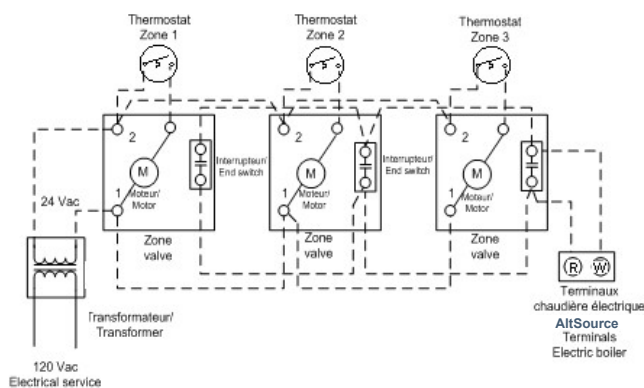 Thermostat
Zone 1
Thermostat
Zone 2
Thermostat
Zone 3
2
M
Moteur/
Motor
1
Interrupteur/
End switch
2
M
Moteur/
Motor
1
Interrupteur/
End switch
2
M
Moteur/
Motor
1
24 Vac
Zone
valve
Zone
valve
Zone
valve
R
W
Transformateur/
Transformer
Terminaux
chaudière électrique
AltSource
Terminals
Electric boiler
120 Vac
Electrical service